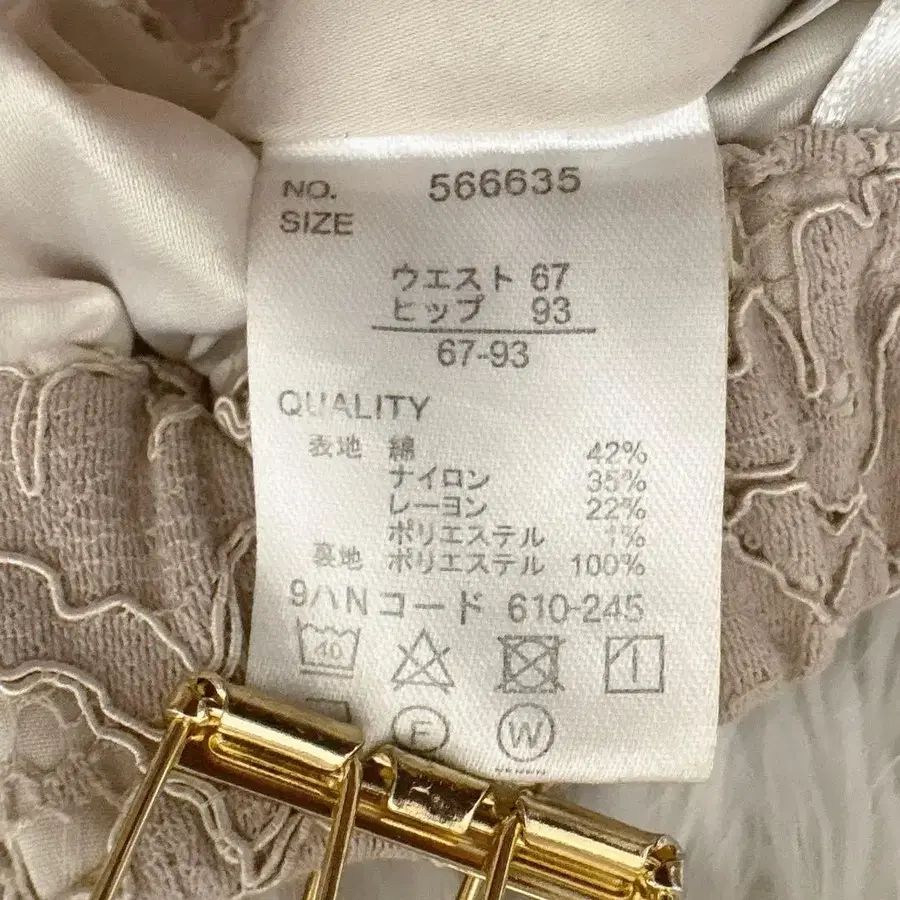 NO. 566635
SIZE
ウエスト 67
ヒップ 93
67-93
QUALITY
表地 綿 42%
ナイロン 35%
レーヨン 22%
ポリエステル 1%
裏地 ポリエステル 100%
9ハN コード 610-245
40
F W